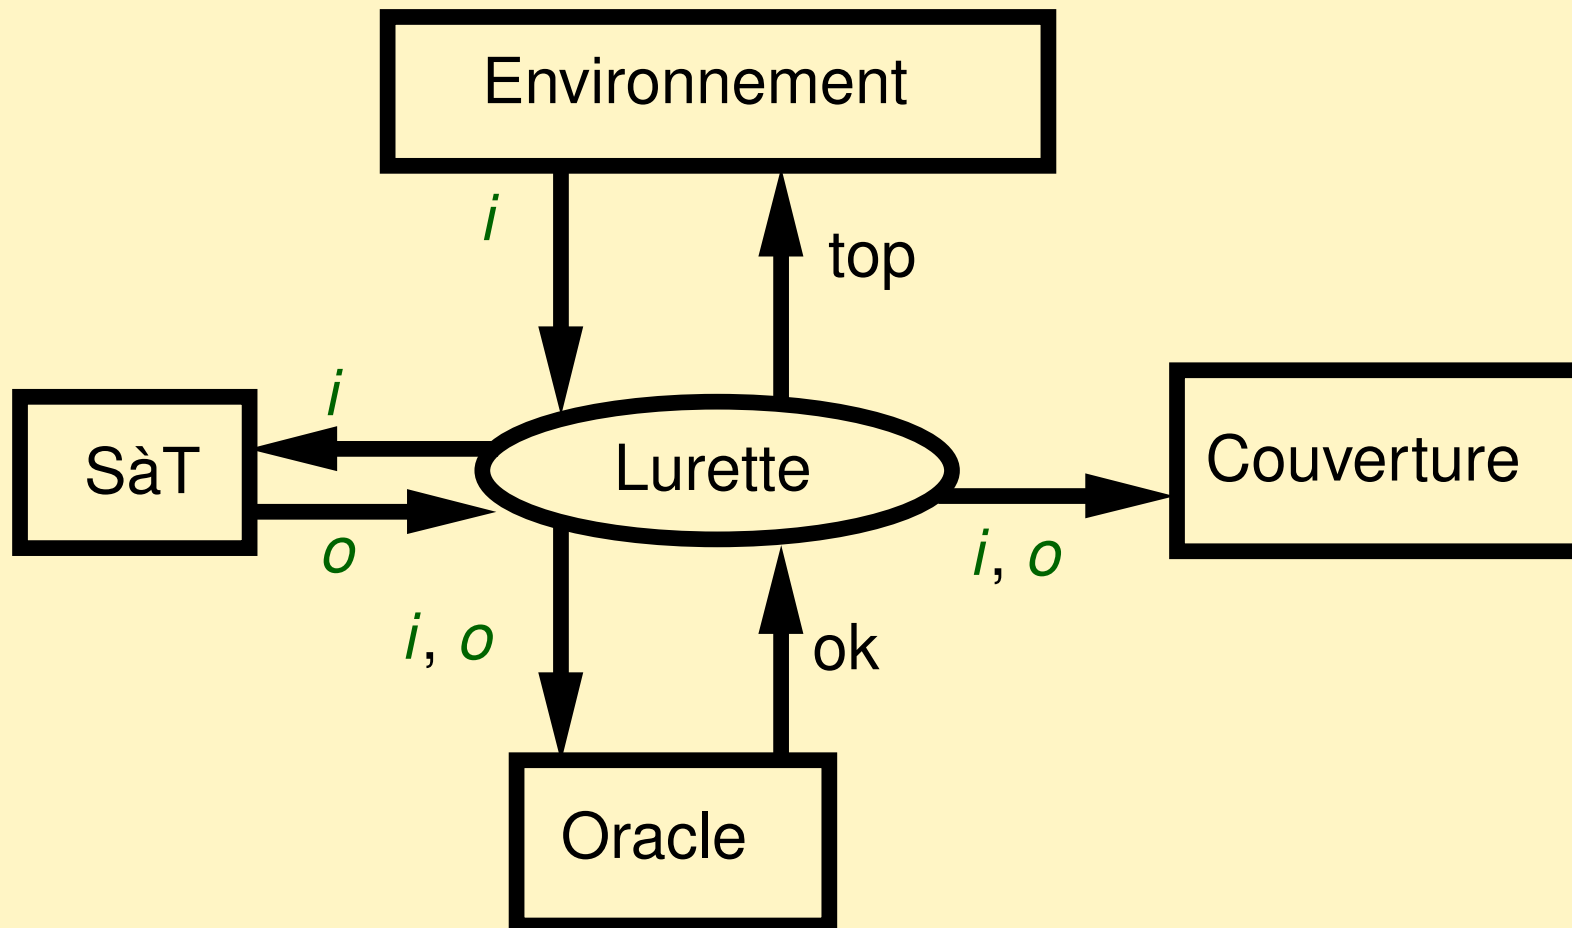 Environnement
i
top
i
SàT
Lurette
Couverture
o
i, o
i, o
ok
Oracle